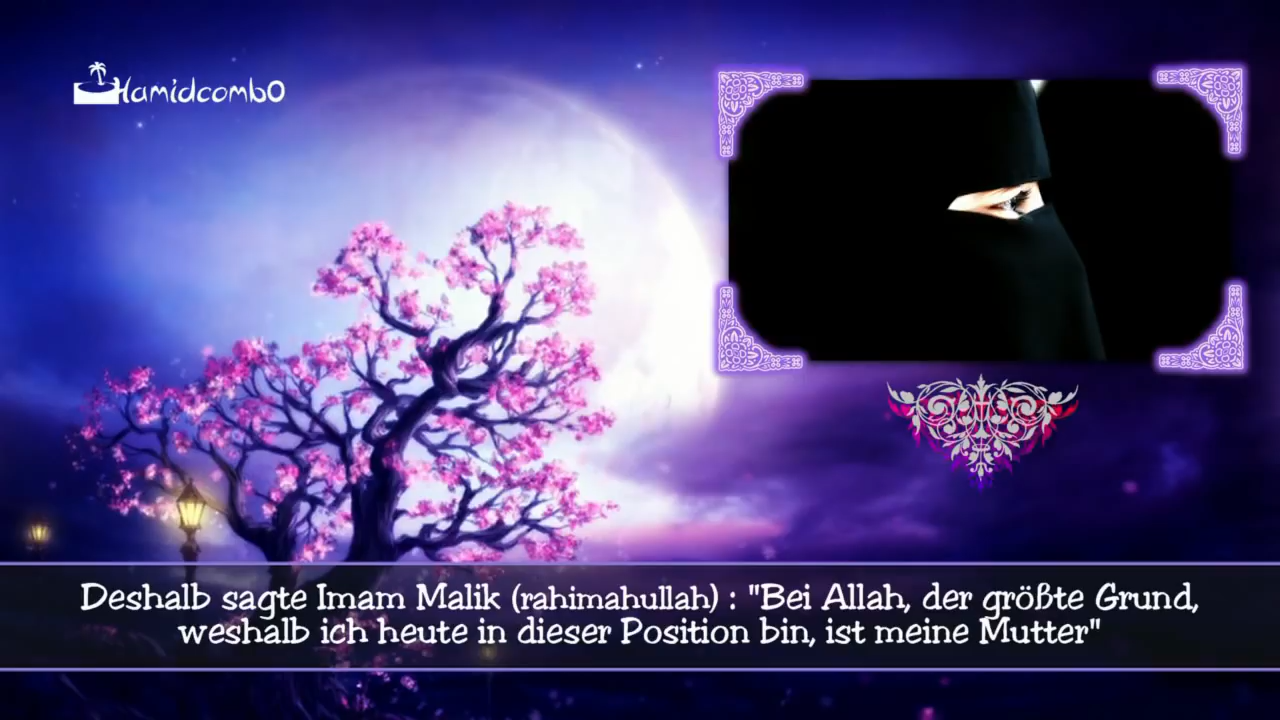 Hamidcomb0
Deshalb sagte Imam Malik (rahimahullah) : "Bei Allah, der größte Grund,
weshalb ich heute in dieser Position bin, ist meine Mutter"